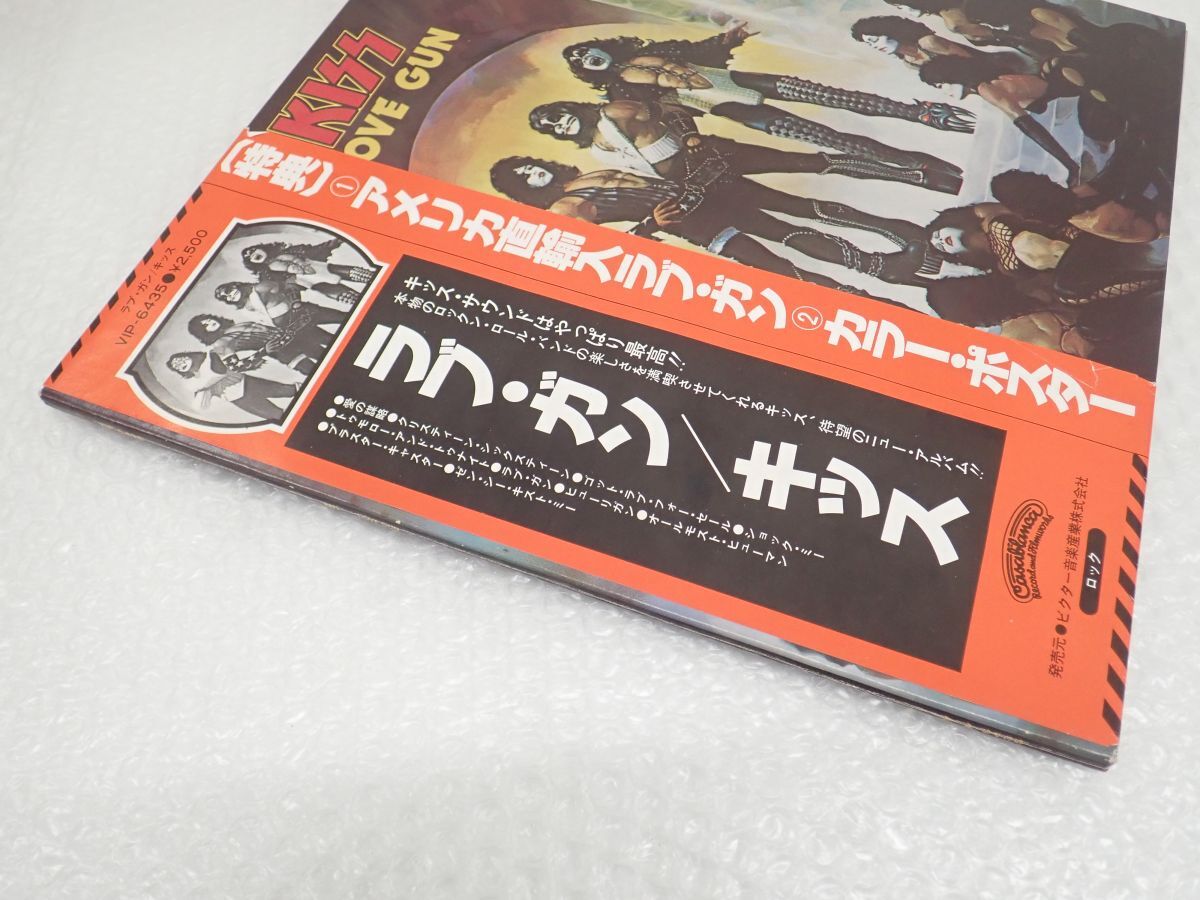 KISS
LOVE GUN
〔特典〕①アメリカ直輸入ラブ・ガン②カラー・ポスター
ラブ・ガン/キッス
VIP-6435●¥2,500
キッス・サウンドはやっぱり最高!!
本物のロックン・ロール・バンドの楽しさを満喫させてくれるキッス、待望のニュー・アルバム!!
ラブ・ガン/キッス
●愛の謀略●クリスティーン・シックスティーン●ゴット・ラブ・フォー・セール●ショック・ミー
●トゥモロー・アンド・トゥナイト●ラブ・ガン●ヒューリガン●オールモスト・ヒューマン
●プラスター・キャスター●ゼン・シー・キスト・ミー
Casablanca
Record and FilmWorks
発売元●ビクター音楽産業株式会社
ロック